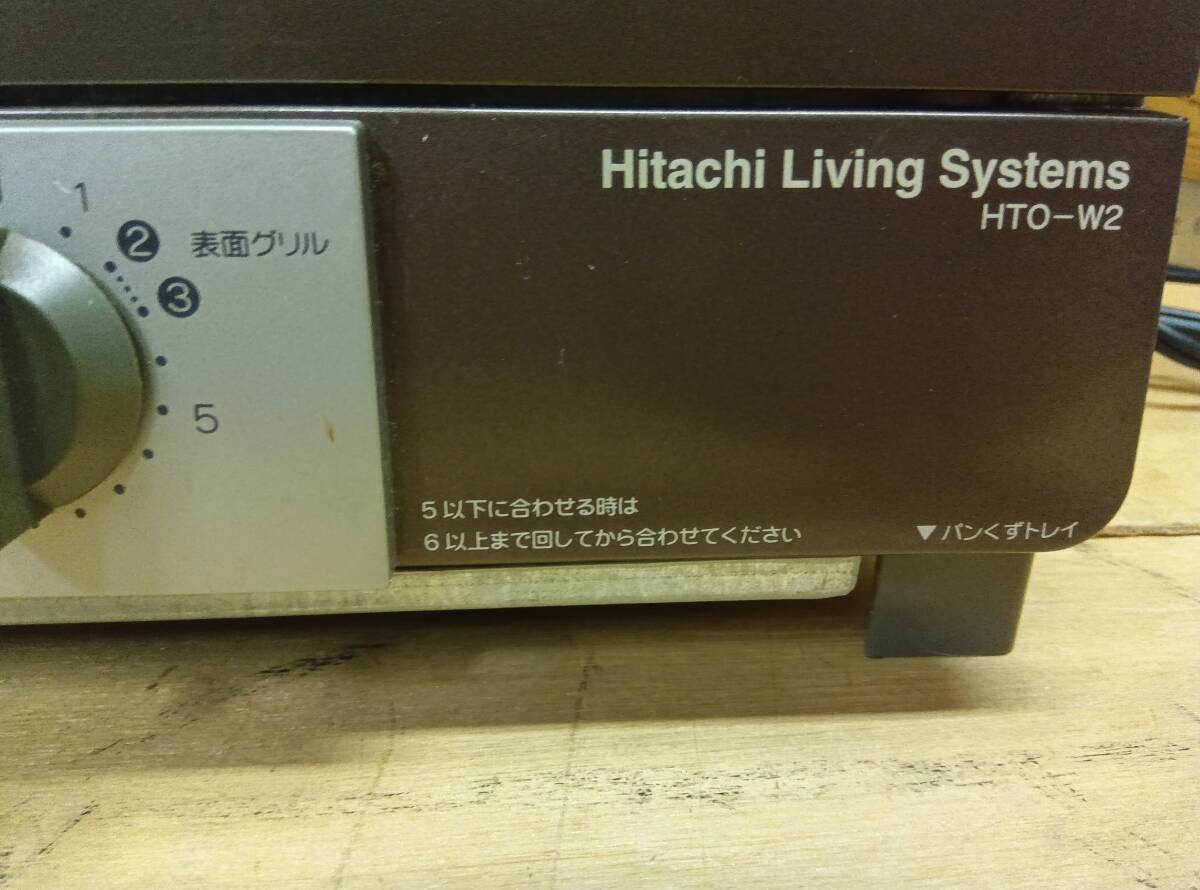 Hitachi Living Systems
HTO-W2
1
2 表面グリル
3
5
5以下に合わせる時は
6以上まで回してから合わせてください
▼パンくずトレイ